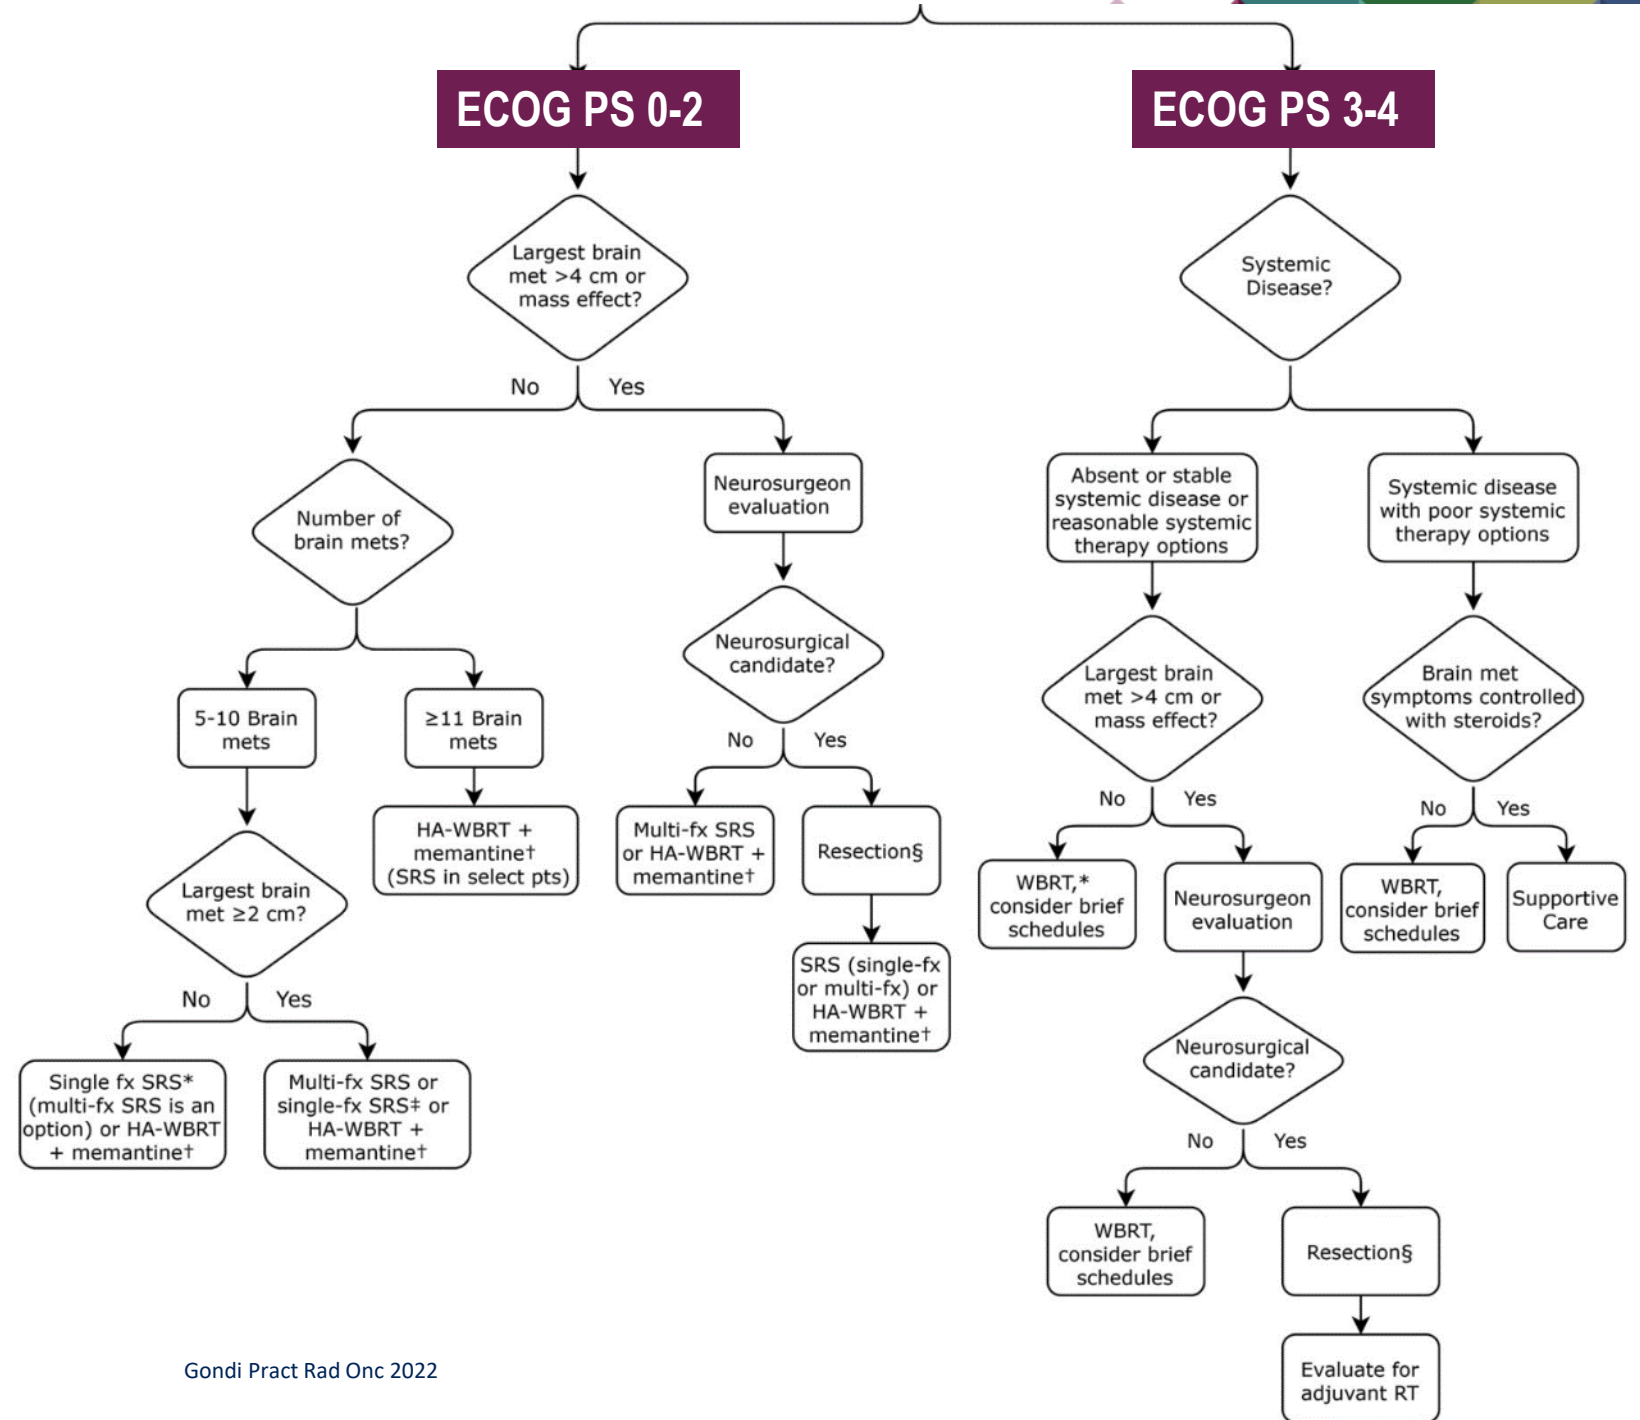 ECOG PS 0-2
ECOG PS 3-4
Largest brain
met >4 cm or
mass effect?
Systemic
Disease?
No
Yes
Number of
brain mets?
Neurosurgeon
evaluation
Absent or stable
systemic disease or
reasonable systemic
therapy options
Systemic disease
with poor systemic
therapy options
Neurosurgical
candidate?
Largest brain
met >4 cm or
mass effect?
Brain met
symptoms controlled
with steroids?
5-10 Brain
mets
≥11 Brain
mets
No
Yes
No
Yes
No
Yes
HA-WBRT +
memantine†
(SRS in select pts)
Multi-fx SRS
or HA-WBRT +
memantine†
Resection§
Largest brain
met ≥2 cm?
WBRT,*
consider brief
schedules
Neurosurgeon
evaluation
WBRT,
consider brief
schedules
Supportive
Care
SRS (single-fx
or multi-fx) or
HA-WBRT +
memantine†
No
Yes
Neurosurgical
candidate?
Single fx SRS*
(multi-fx SRS is an
option) or HA-WBRT
+ memantine†
Multi-fx SRS or
single-fx SRS‡ or
HA-WBRT +
memantine†
No
Yes
WBRT,
consider brief
schedules
Resection§
Evaluate for
adjuvant RT
Gondi Pract Rad Onc 2022